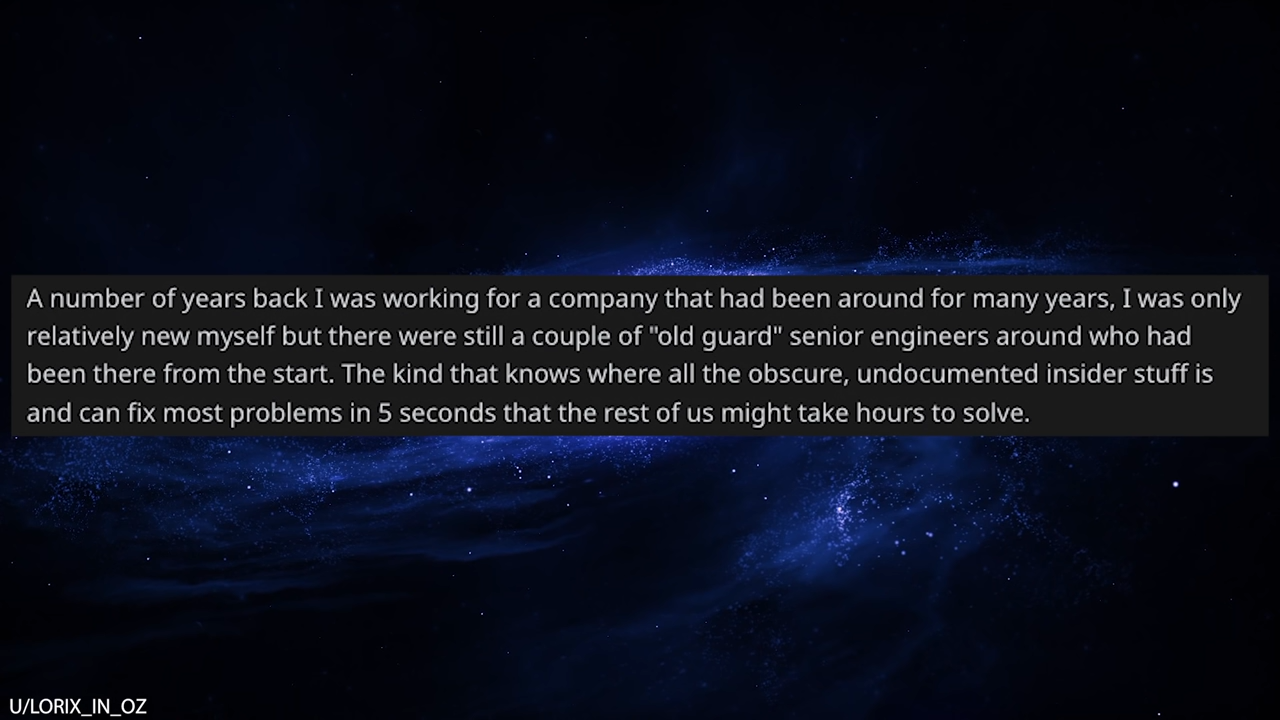 A number of years back I was working for a company that had been around for many years, I was only
relatively new myself but there were still a couple of "old guard" senior engineers around who had
been there from the start. The kind that knows where all the obscure, undocumented insider stuff is
and can fix most problems in 5 seconds that the rest of us might take hours to solve.
U/LORIX_IN_OZ